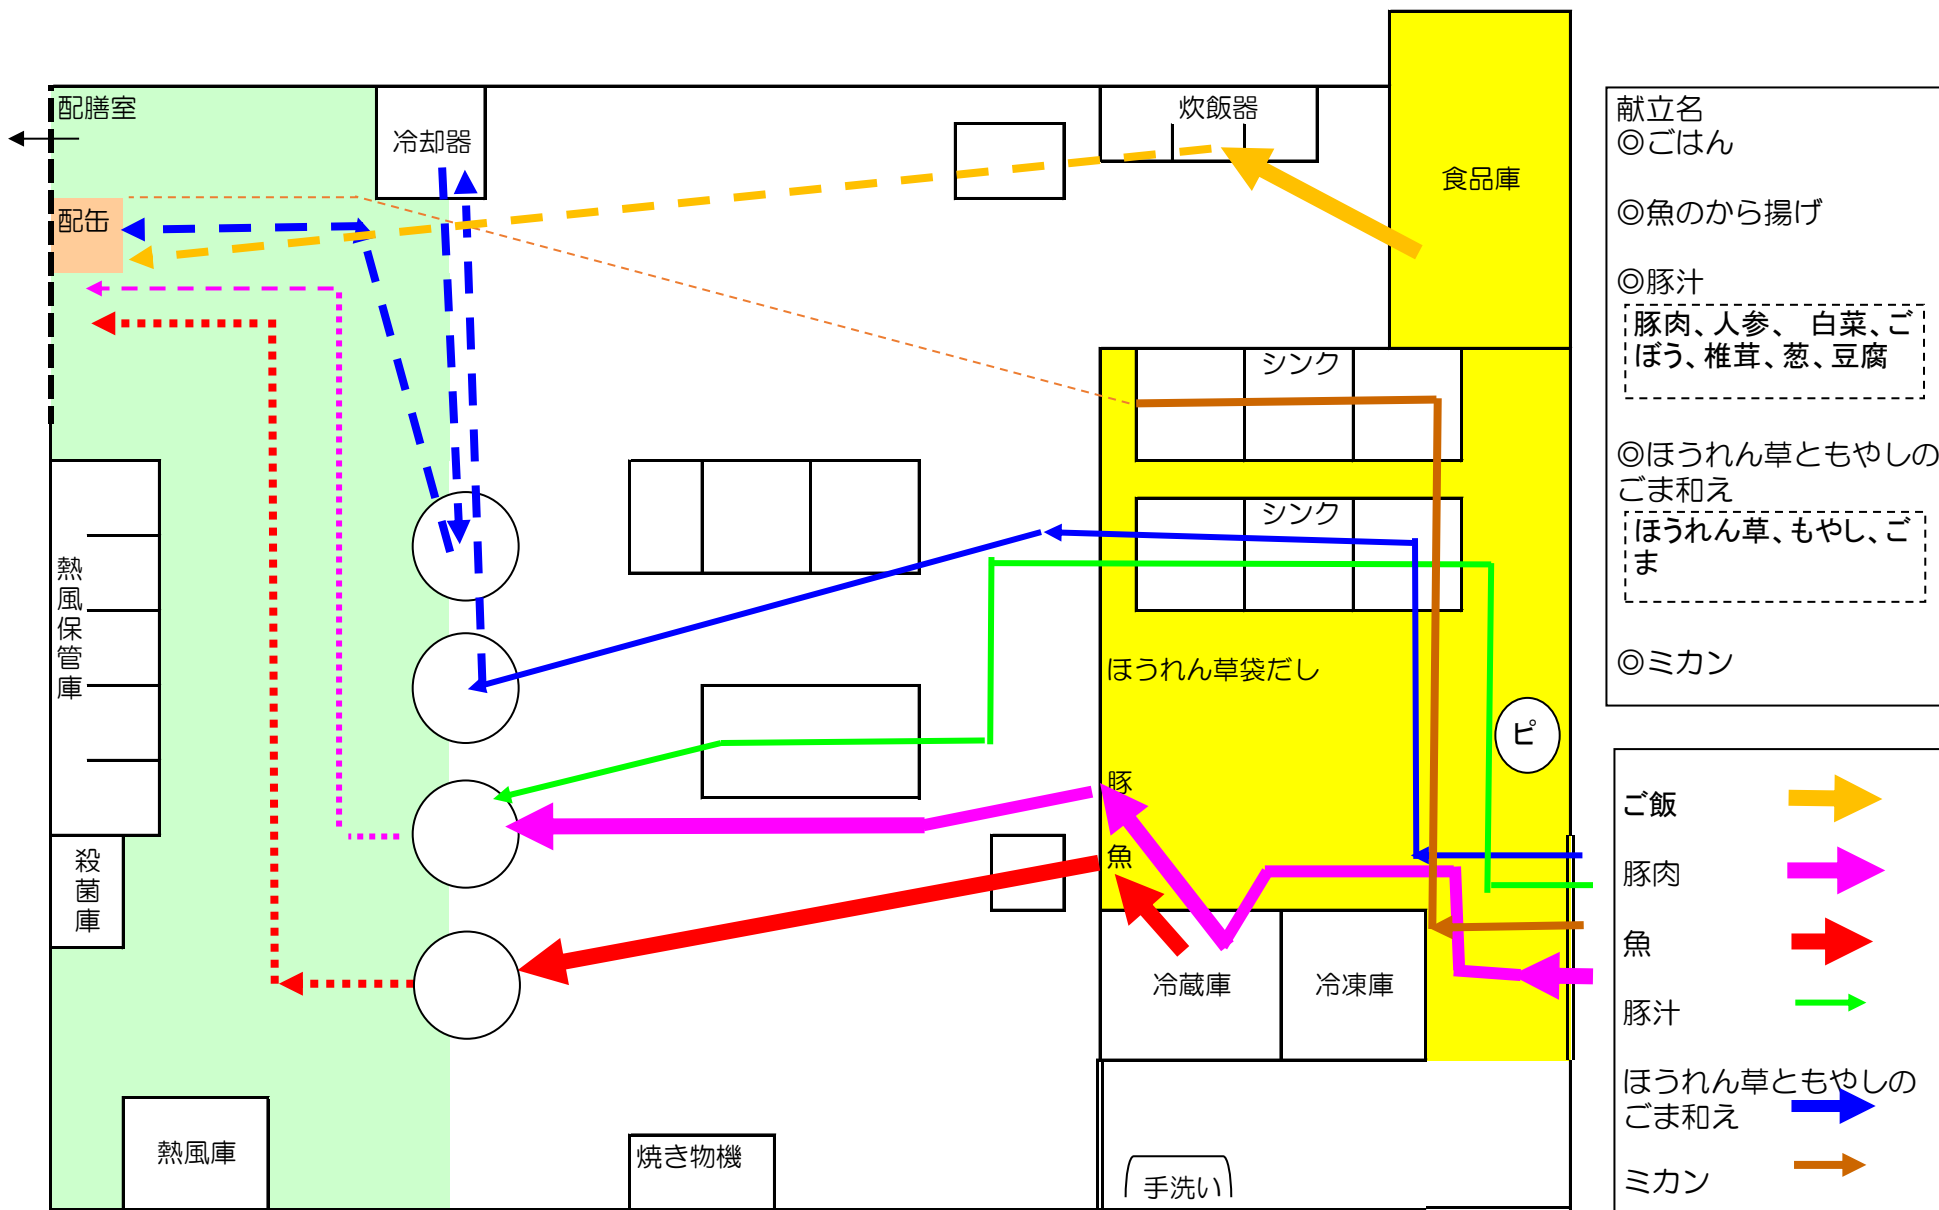 配膳室
冷却器
炊飯器
食品庫
配缶
シンク
シンク
ほうれん草袋だし
ピ
豚
魚
熱風保管庫
殺菌庫
冷蔵庫
冷凍庫
熱風庫
焼き物機
手洗い
献立名
◎ごはん
◎魚のから揚げ
◎豚汁
豚肉、人参、 白菜、ご
ぼう、椎茸、葱、豆腐
◎ほうれん草ともやしの
ごま和え
ほうれん草、もやし、ご
ま
◎ミカン
ご飯
豚肉
魚
豚汁
ほうれん草ともやしの
ごま和え
ミカン